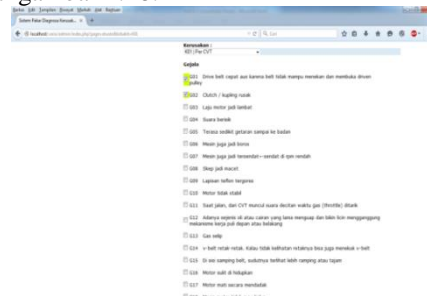 Sistem Pakar Diagnosa Kerusak...
localhost
Kerusakan :
K01 | Per CVT
Gejala
G01 Drive belt cepat aus karena belt tidak mampu menekan dan membuka driven
pulley
G02 Clutch / kupling rusak
G03 Laju motor jadi lambat
G04 Suara berisik
G05 Terasa sedikit getaran sampai ke badan
G06 Mesin juga jadi boros
G07 Mesin juga jadi tersendat-sendat di rpm rendah
G08 jadi macet
G09 Lapisan teflon tergores
G10 Motor tidak stabil
G11 Saat jalan, dari CVT muncul suara decitan waktu gas (throttle) ditarik
G12 Adanya sejenis oli atau cairan yang lama menguap dan bikin licin mengganggung
mekanisme kerja puli depan atau belakang
G13 Gas selip
G14 v-belt retak-retak. Kalau tidak kelihatan retaknya bisa juga menekuk v-belt
G15 Di sisi samping belt, sudutnya terlihat lebih ramping atau tajam
G16 Motor sulit di hidupkan
G17 Motor mati secara mendadak